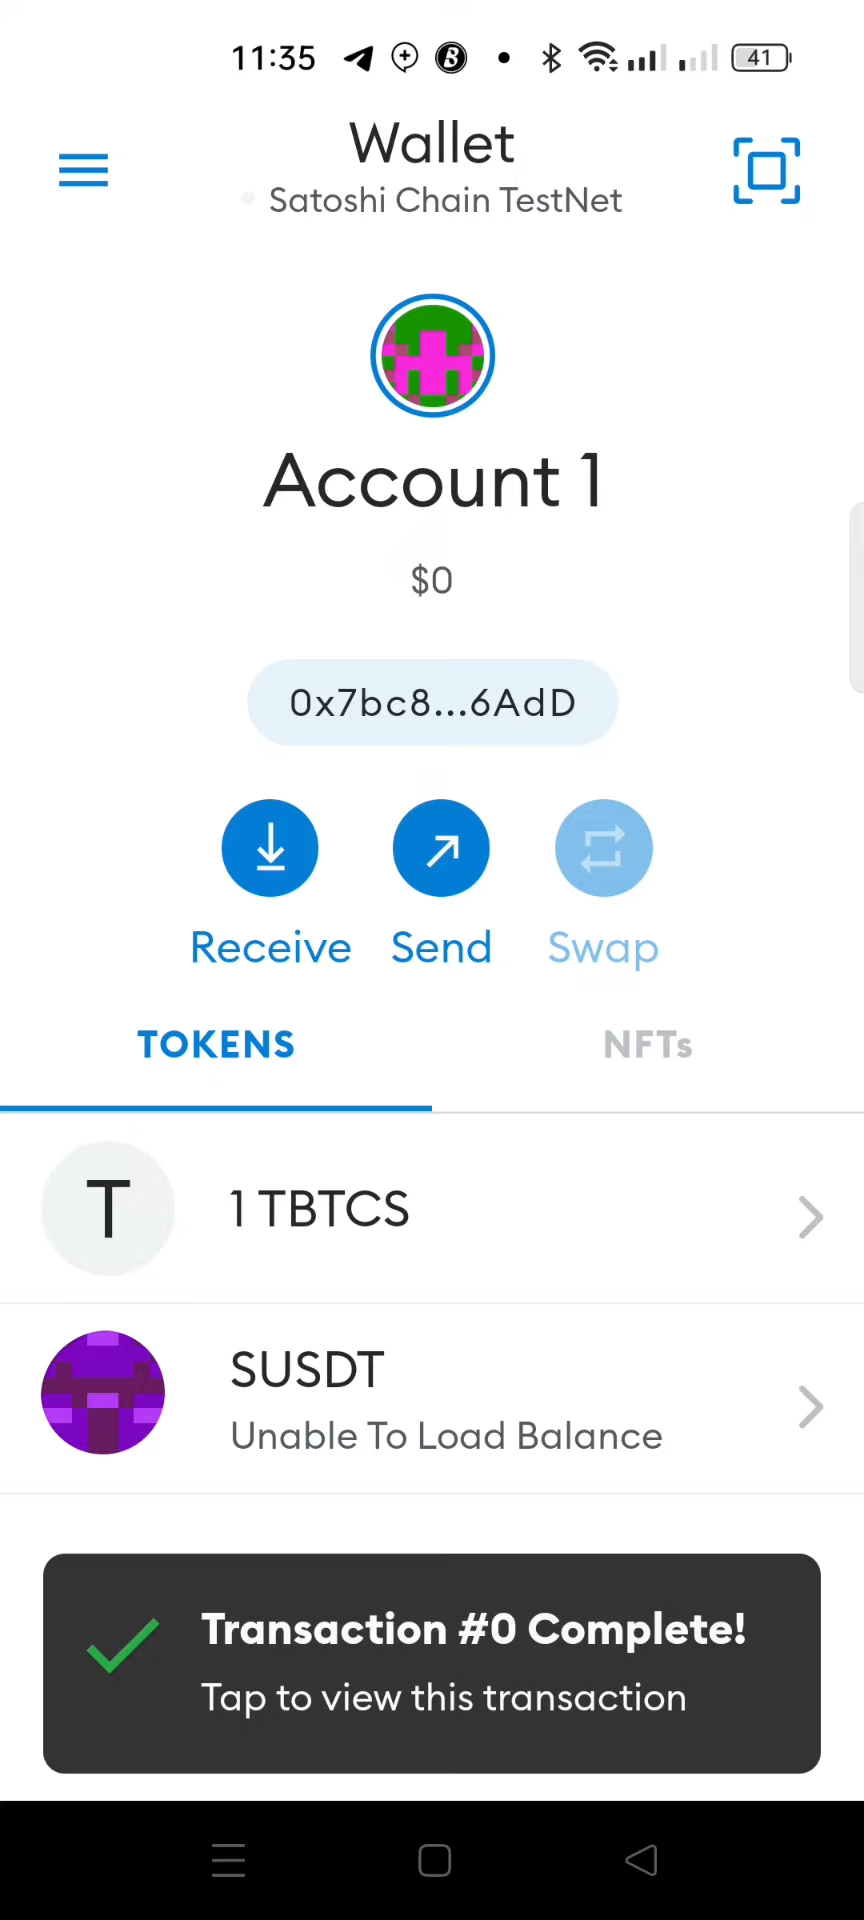 11:35
41
Wallet
Satoshi Chain TestNet
Account 1
$0
0x7bc8...6AdD
Receive Send Swap
TOKENS NFTs
T 1 TBTCS
SUSDT
Unable To Load Balance
Transaction #0 Complete!
Tap to view this transaction